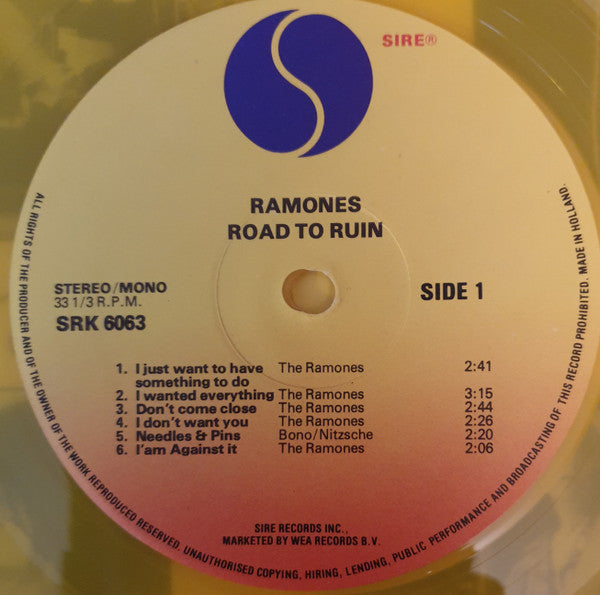 SIRE®
RAMONES
ROAD TO RUIN
STEREO/MONO
33 1/3 R.P.M.
SRK 6063
SIDE 1
1. I just want to have something to do The Ramones 2:41
2. I wanted everything The Ramones 3:15
3. Don't come close The Ramones 2:44
4. I don't want you The Ramones 2:26
5. Needles & Pins Bono/Nitzsche 2:20
6. I'am Against it The Ramones 2:06
SIRE RECORDS INC.,
MARKETED BY WEA RECORDS B.V.
ALL RIGHTS OF THE PRODUCER AND OF THE OWNER OF THE WORK REPRODUCED RESERVED. UNAUTHORISED COPYING, HIRING, LENDING, PUBLIC PERFORMANCE AND BROADCASTING OF THIS RECORD PROHIBITED. MADE IN HOLLAND.